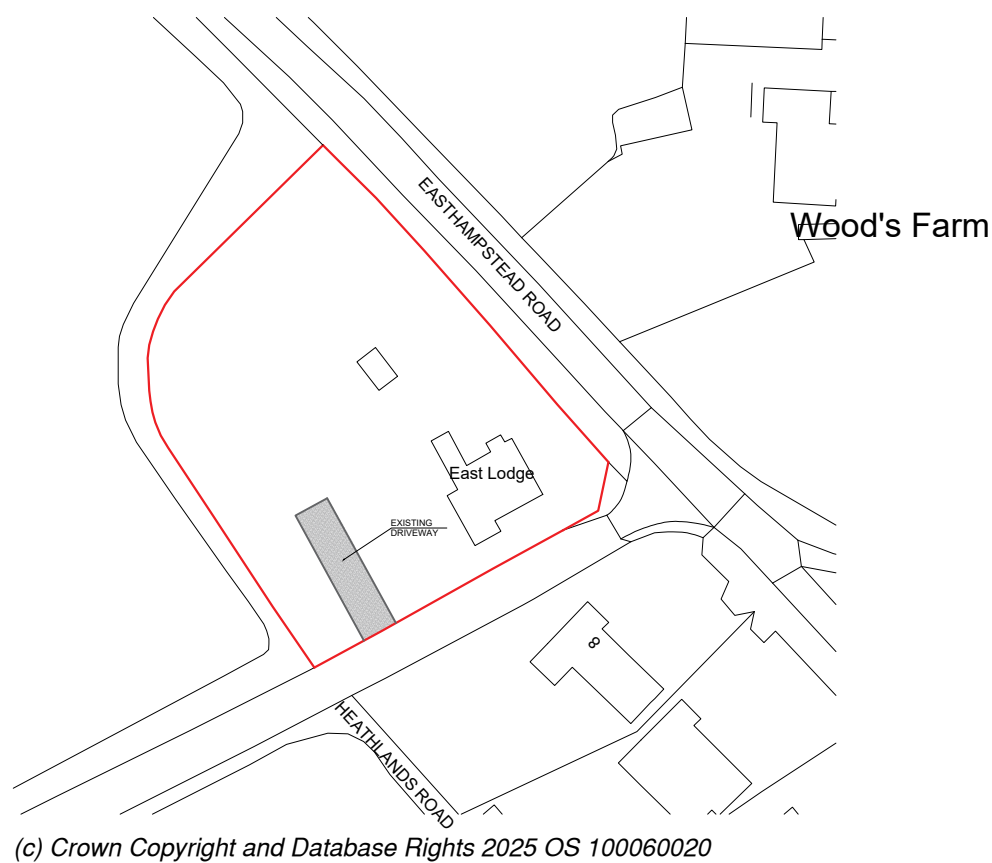 EASTHAMPSTEAD ROAD
Wood's Farm
East Lodge
EXISTING
DRIVEWAY
8
HEATHLANDS ROAD
(c) Crown Copyright and Database Rights 2025 OS 100060020